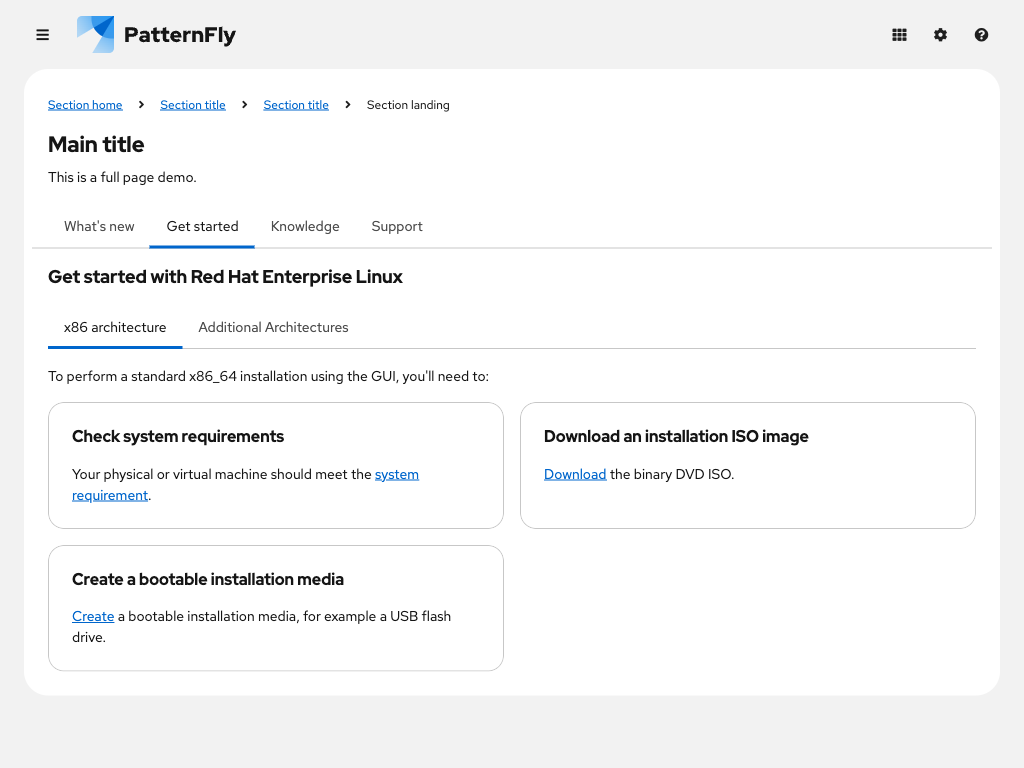 PatternFly
Section home
Section title
Section title
Section landing
Main title
This is a full page demo.
What's new
Get started
Knowledge
Support
Get started with Red Hat Enterprise Linux
x86 architecture
Additional Architectures
To perform a standard x86_64 installation using the GUI, you'll need to:
Check system requirements
Your physical or virtual machine should meet the system
requirement.
Download an installation ISO image
Download the binary DVD ISO.
Create a bootable installation media
Create a bootable installation media, for example a USB flash
drive.